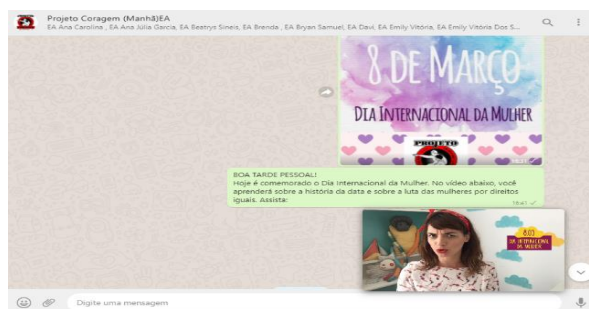 Projeto Coragem (Manhã)EA
EA Ana Carolina , EA Ana Júlia Garcia, EA Beatrys Sineis, EA Brenda , EA Bryan Samuel, EA Davi, EA Emily Vitória, EA Emily Vitória Dos S...
8 DE MARÇO
DIA INTERNACIONAL DA MULHER
PROJETO
BOA TARDE PESSOAL!
Hoje é comemorado o Dia Internacional da Mulher. No vídeo abaixo, você
aprenderá sobre a história da data e sobre a luta das mulheres por direitos
iguais. Assista:
8.03
DIA INTERNACIONAL
DA MULHER
Digite uma mensagem